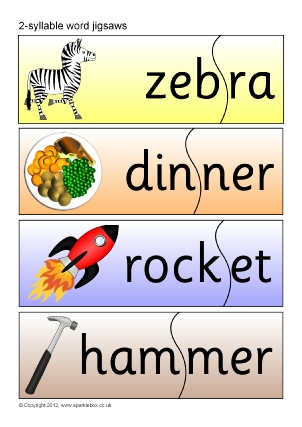 2-syllable word jigsaws
zebra
dinner
rocket
hammer
© Copyright 2012, www.sparklebox.co.uk